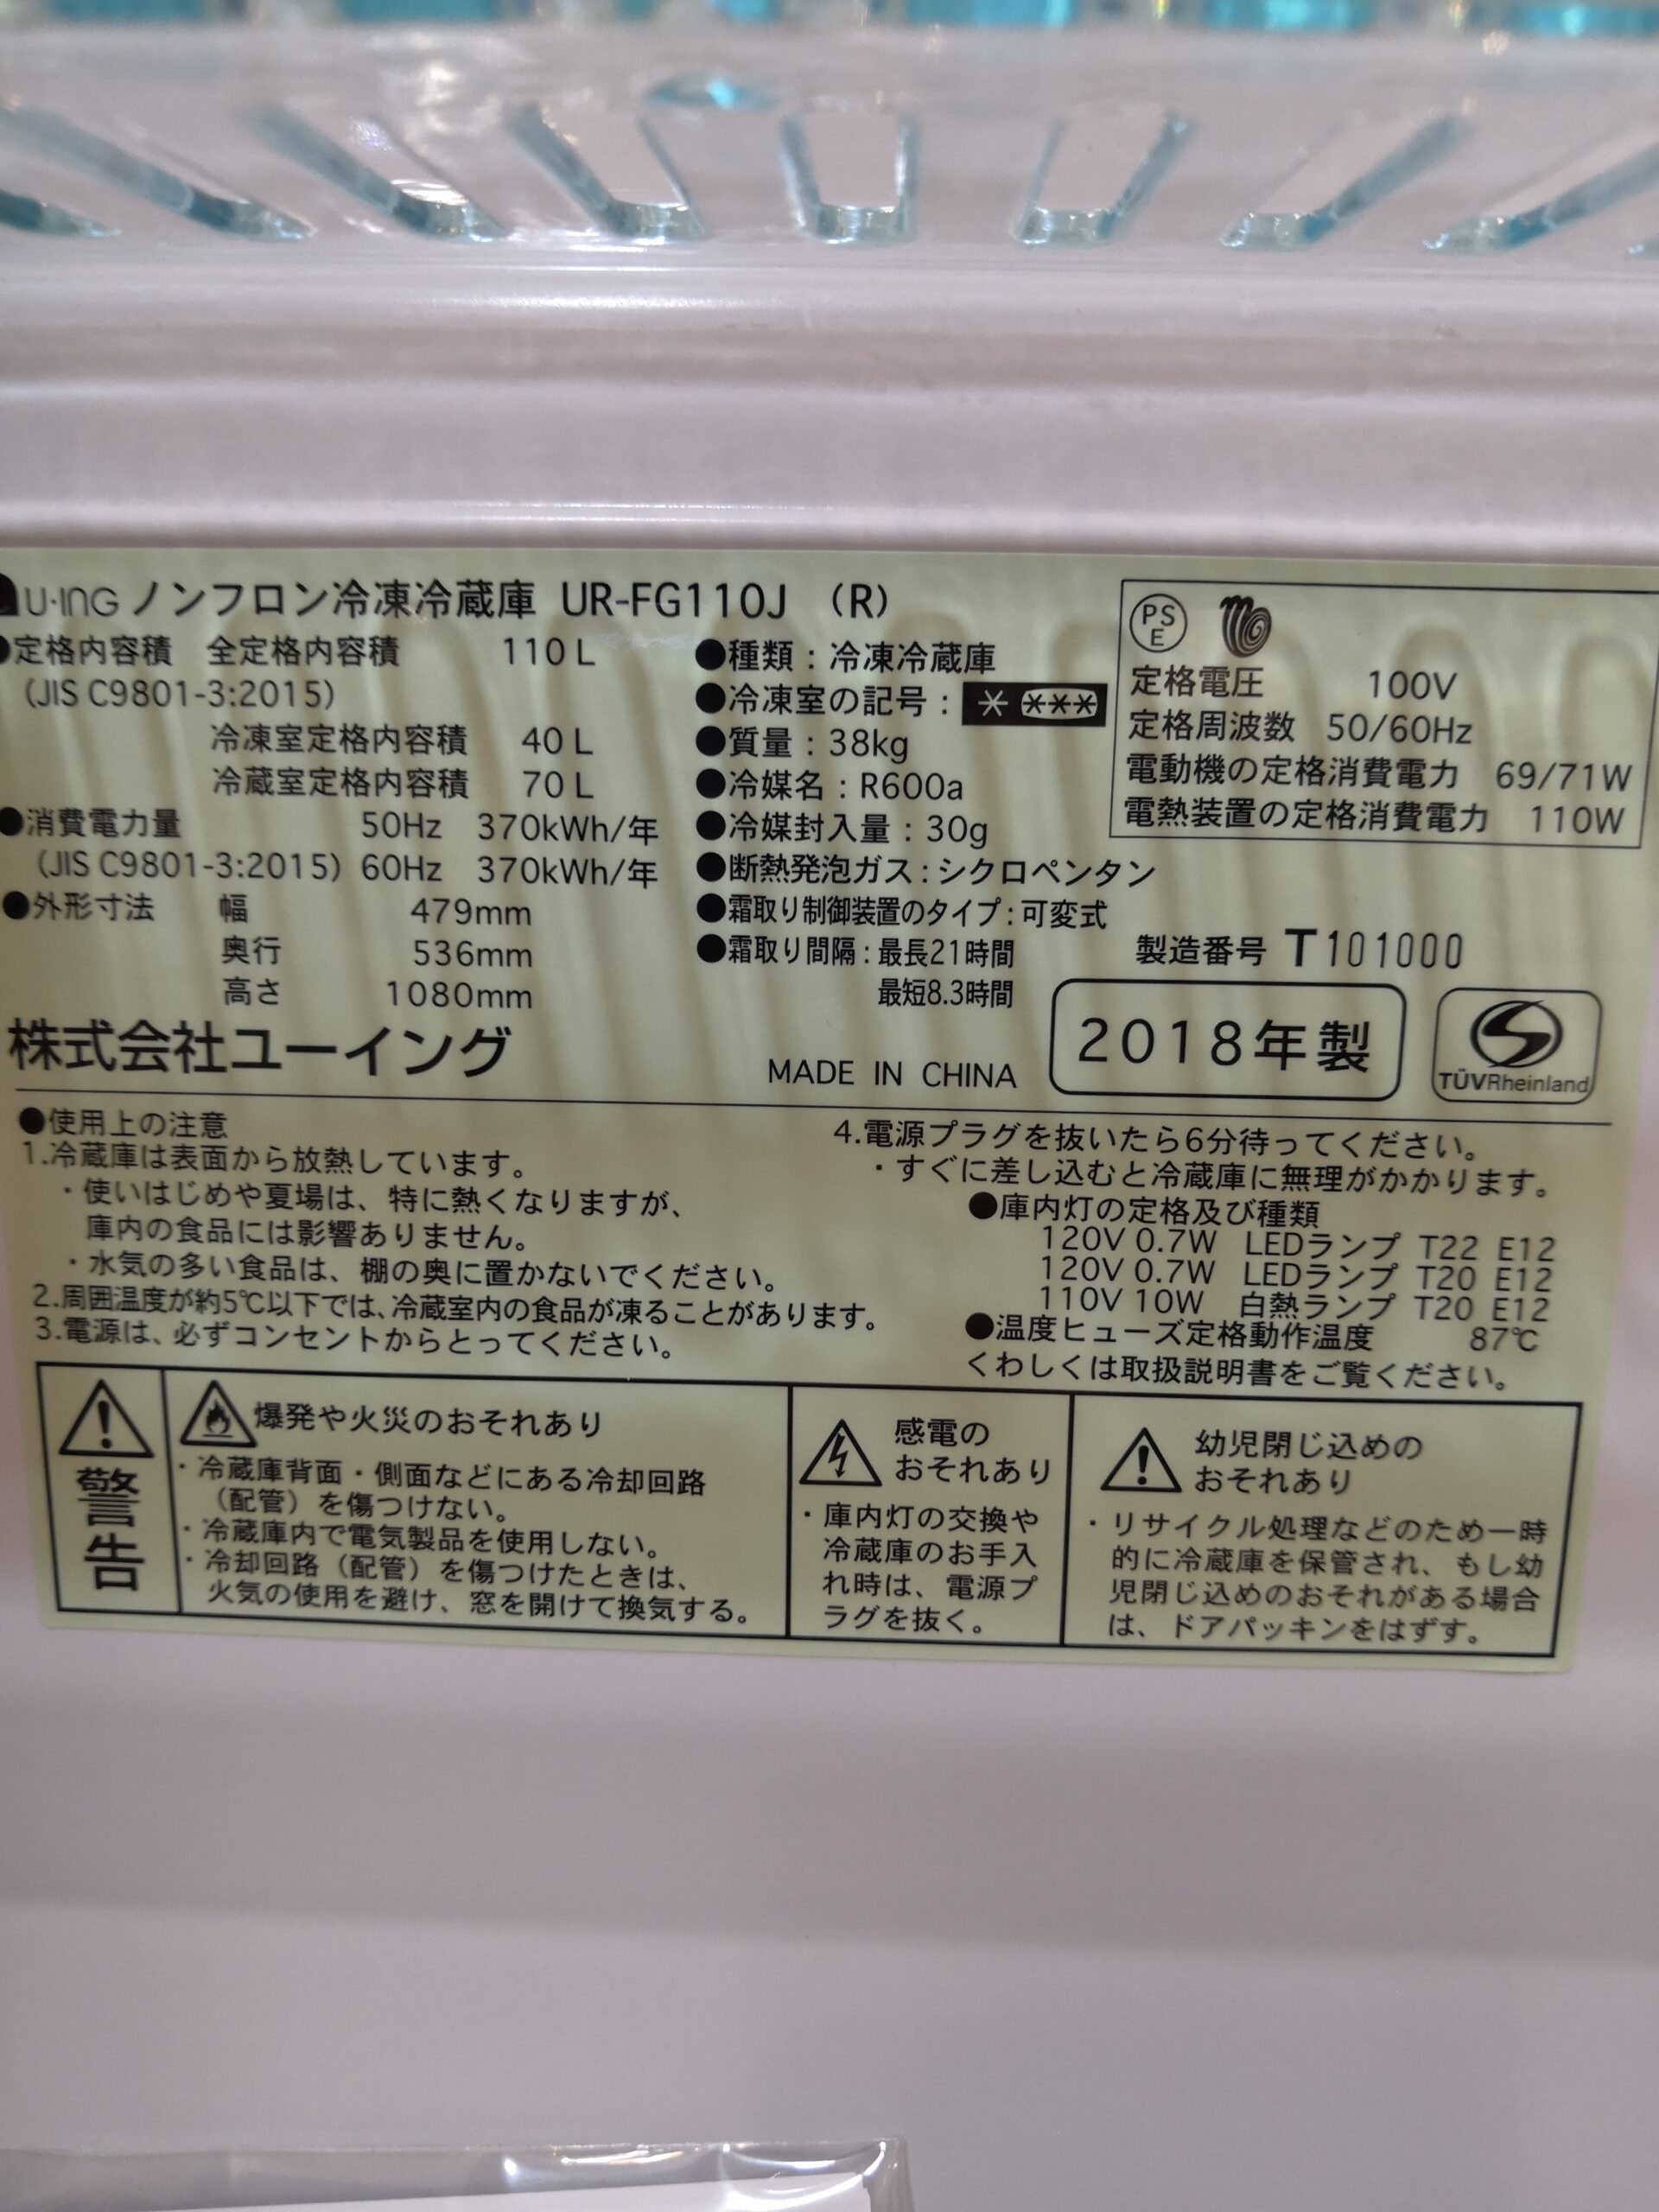 U·ING ノンフロン冷凍冷蔵庫 UR-FG110J (R)
●定格内容積 全定格内容積 110L
(JIS C9801-3:2015)
冷凍室定格内容積 40L
冷蔵室定格内容積 70L
●消費電力量 50Hz 370kWh/年
(JIS C9801-3:2015) 60Hz 370kWh/年
●外形寸法 幅 479mm
奥行 536mm
高さ 1080mm
株式会社ユーイング
●種類:冷凍冷蔵庫
●冷凍室の記号:
●質量:38kg
●冷媒名:R600a
●冷媒封入量:30g
●断熱発泡ガス:シクロペンタン
●霜取り制御装置のタイプ:可変式
●霜取り間隔:最長21時間
最短8.3時間
MADE IN CHINA
PS
E
定格電圧 100V
定格周波数 50/60Hz
電動機の定格消費電力 69/71W
電熱装置の定格消費電力 110W
製造番号 T101000
2018年製
TÜVRheinland
●使用上の注意
1.冷蔵庫は表面から放熱しています。
・使いはじめや夏場は、特に熱くなりますが、
庫内の食品には影響ありません。
・水気の多い食品は、棚の奥に置かないでください。
2.周囲温度が約5℃以下では、冷蔵室内の食品が凍ることがあります。
3.電源は、必ずコンセントからとってください。
4.電源プラグを抜いたら6分待ってください。
・すぐに差し込むと冷蔵庫に無理がかかります。
●庫内灯の定格及び種類
120V 0.7W LEDランプ T22 E12
120V 0.7W LEDランプ T20 E12
110V 10W 白熱ランプ T20 E12
●温度ヒューズ定格動作温度 87℃
くわしくは取扱説明書をご覧ください。
警告
爆発や火災のおそれあり
・冷蔵庫背面・側面などにある冷却回路
(配管)を傷つけない。
・冷蔵庫内で電気製品を使用しない。
・冷却回路(配管)を傷つけたときは、
火気の使用を避け、窓を開けて換気する。
感電の
おそれあり
・庫内灯の交換や
冷蔵庫のお手入
れ時は、電源プ
ラグを抜く。
幼児閉じ込めの
おそれあり
・リサイクル処理などのため一時
的に冷蔵庫を保管され、もし幼
児閉じ込めのおそれがある場合
は、ドアパッキンをはずす。